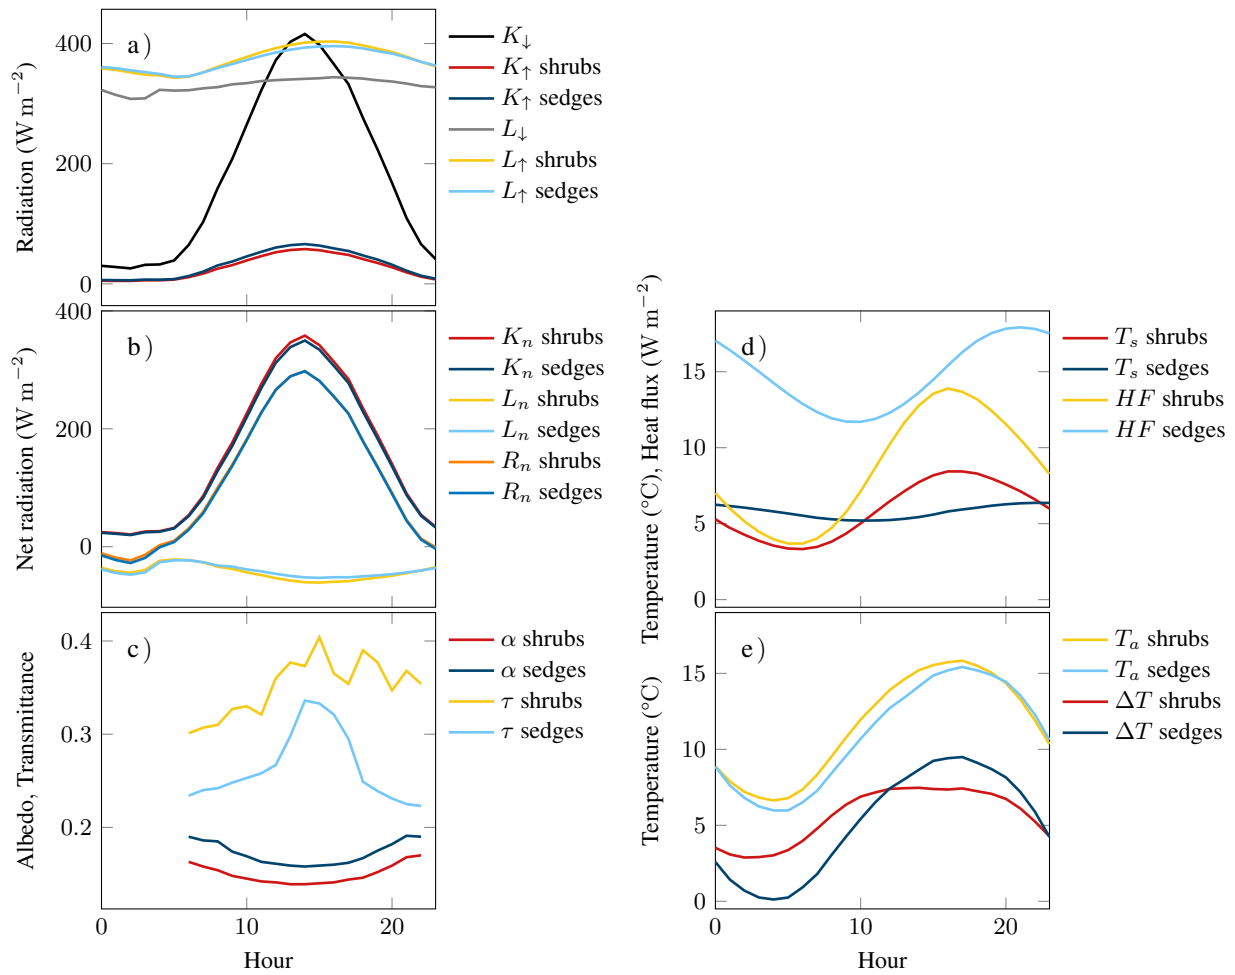 a)
400
200
0
Radiation (W m−2)
K↓
K↑ shrubs
K↑ sedges
L↓
L↑ shrubs
L↑ sedges
b)
400
200
0
Net radiation (W m−2)
Kn shrubs
Kn sedges
Ln shrubs
Ln sedges
Rn shrubs
Rn sedges
c)
0.4
0.3
0.2
Albedo, Transmittance
α shrubs
α sedges
τ shrubs
τ sedges
0 10 20
Hour
d)
15
10
5
0
Temperature (°C), Heat flux (W m−2)
Ts shrubs
Ts sedges
HF shrubs
HF sedges
e)
15
10
5
0
Temperature (°C)
Ta shrubs
Ta sedges
ΔT shrubs
ΔT sedges
0 10 20
Hour